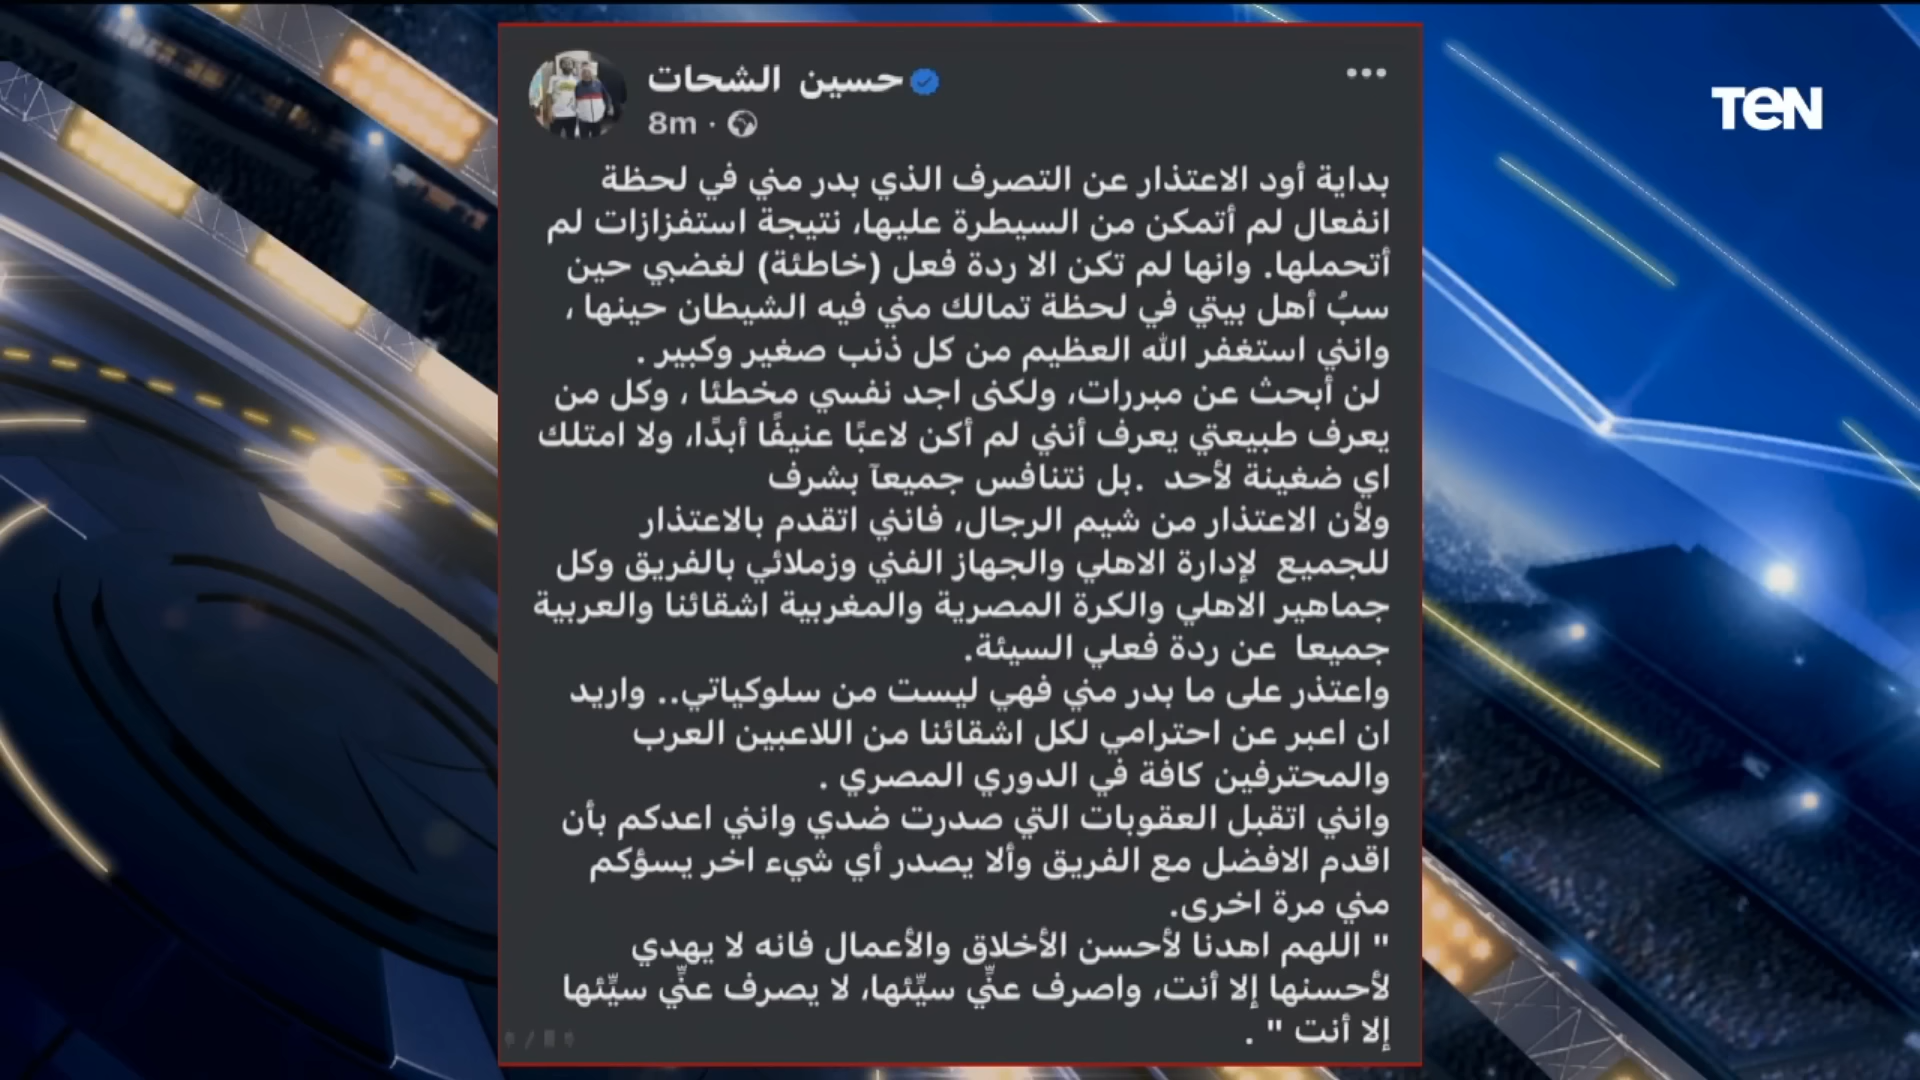 حسين الشحات
8m ·
TeN
بداية أود الاعتذار عن التصرف الذي بدر مني في لحظة
انفعال لم أتمكن من السيطرة عليها، نتيجة استفزازات لم
أتحملها. وانها لم تكن الا ردة فعل (خاطئة) لغضبي حين
سبُ أهل بيتي في لحظة تمالك مني فيه الشيطان حينها ،
وانني استغفر الله العظيم من كل ذنب صغير وكبير .
لن أبحث عن مبررات، ولكنى اجد نفسي مخطئا ، وكل من
يعرف طبيعتي يعرف أنني لم أكن لاعبًا عنيفًا أبدًا، ولا امتلك
اي ضغينة لأحد .بل نتنافس جميعآ بشرف
ولأن الاعتذار من شيم الرجال، فانني اتقدم بالاعتذار
للجميع لإدارة الاهلي والجهاز الفني وزملائي بالفريق وكل
جماهير الاهلي والكرة المصرية والمغربية اشقائنا والعربية
جميعا عن ردة فعلي السيئة.
واعتذر على ما بدر مني فهي ليست من سلوكياتي.. واريد
ان اعبر عن احترامي لكل اشقائنا من اللاعبين العرب
والمحترفين كافة في الدوري المصري .
وانني اتقبل العقوبات التي صدرت ضدي وانني اعدكم بأن
اقدم الافضل مع الفريق وألا يصدر أي شيء اخر يسؤكم
مني مرة اخرى.
" اللهم اهدنا لأحسن الأخلاق والأعمال فانه لا يهدي
لأحسنها إلا أنت، واصرف عنِّي سيِّئها، لا يصرف عنِّي سيِّئها
إلا أنت " .